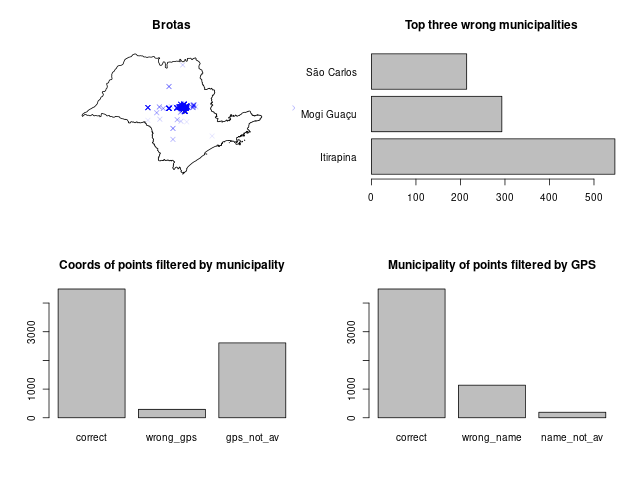 Brotas
Top three wrong municipalities
São Carlos
Mogi Guaçu
Itirapina
0 100 200 300 400 500
Coords of points filtered by municipality
0 1000 3000
correct wrong_gps gps_not_av
Municipality of points filtered by GPS
0 1000 3000
correct wrong_name name_not_av